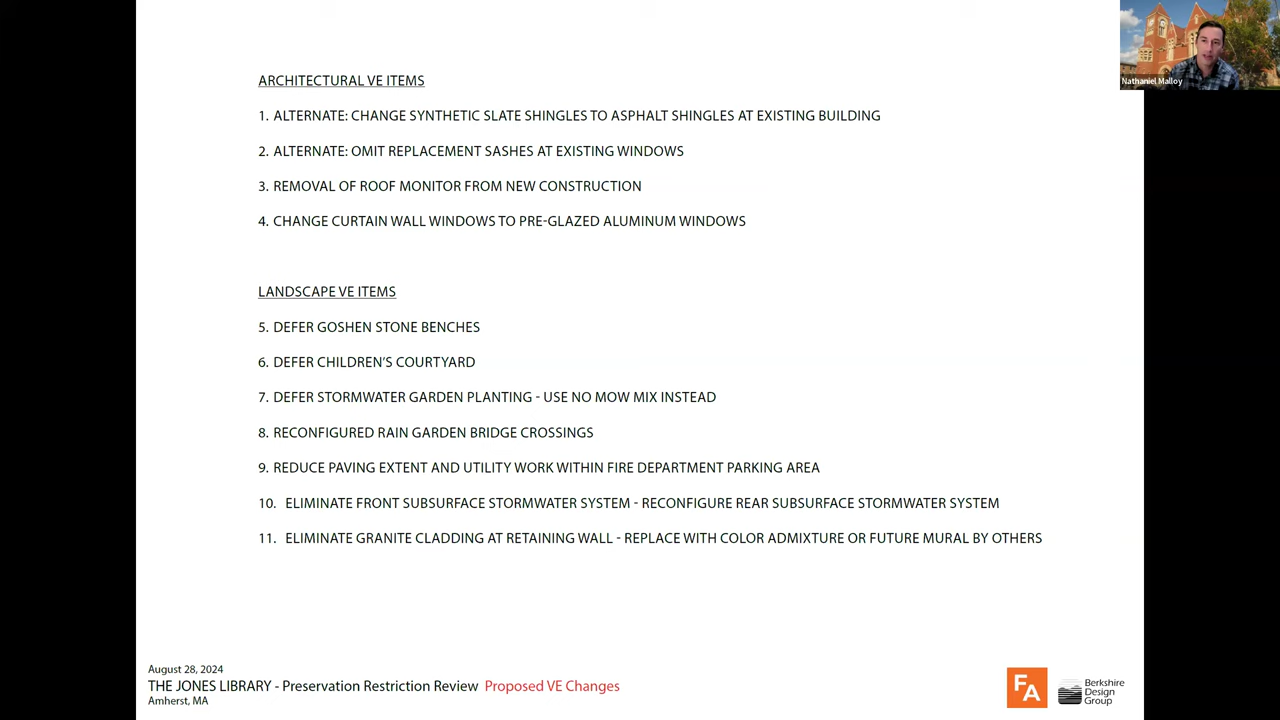 Nathaniel Malloy
ARCHITECTURAL VE ITEMS
1. ALTERNATE: CHANGE SYNTHETIC SLATE SHINGLES TO ASPHALT SHINGLES AT EXISTING BUILDING
2. ALTERNATE: OMIT REPLACEMENT SASHES AT EXISTING WINDOWS
3. REMOVAL OF ROOF MONITOR FROM NEW CONSTRUCTION
4. CHANGE CURTAIN WALL WINDOWS TO PRE-GLAZED ALUMINUM WINDOWS
LANDSCAPE VE ITEMS
5. DEFER GOSHEN STONE BENCHES
6. DEFER CHILDREN'S COURTYARD
7. DEFER STORMWATER GARDEN PLANTING - USE NO MOW MIX INSTEAD
8. RECONFIGURED RAIN GARDEN BRIDGE CROSSINGS
9. REDUCE PAVING EXTENT AND UTILITY WORK WITHIN FIRE DEPARTMENT PARKING AREA
10. ELIMINATE FRONT SUBSURFACE STORMWATER SYSTEM - RECONFIGURE REAR SUBSURFACE STORMWATER SYSTEM
11. ELIMINATE GRANITE CLADDING AT RETAINING WALL - REPLACE WITH COLOR ADMIXTURE OR FUTURE MURAL BY OTHERS
August 28, 2024
THE JONES LIBRARY - Preservation Restriction Review Proposed VE Changes
Amherst, MA
FA
Berkshire
Design
Group